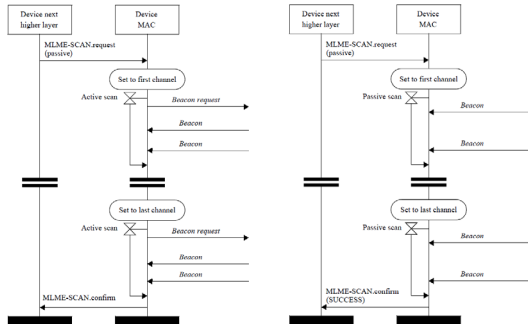 Device next
higher layer
Device
MAC
MLME-SCAN.request
(passive)
Set to first channel
Active scan
Beacon request
Beacon
Beacon
Set to last channel
Active scan
Beacon request
Beacon
Beacon
MLME-SCAN.confirm
Device next
higher layer
Device
MAC
MLME-SCAN.request
(passive)
Set to first channel
Passive scan
Beacon
Beacon
Set to last channel
Passive scan
Beacon
Beacon
MLME-SCAN.confirm
(SUCCESS)